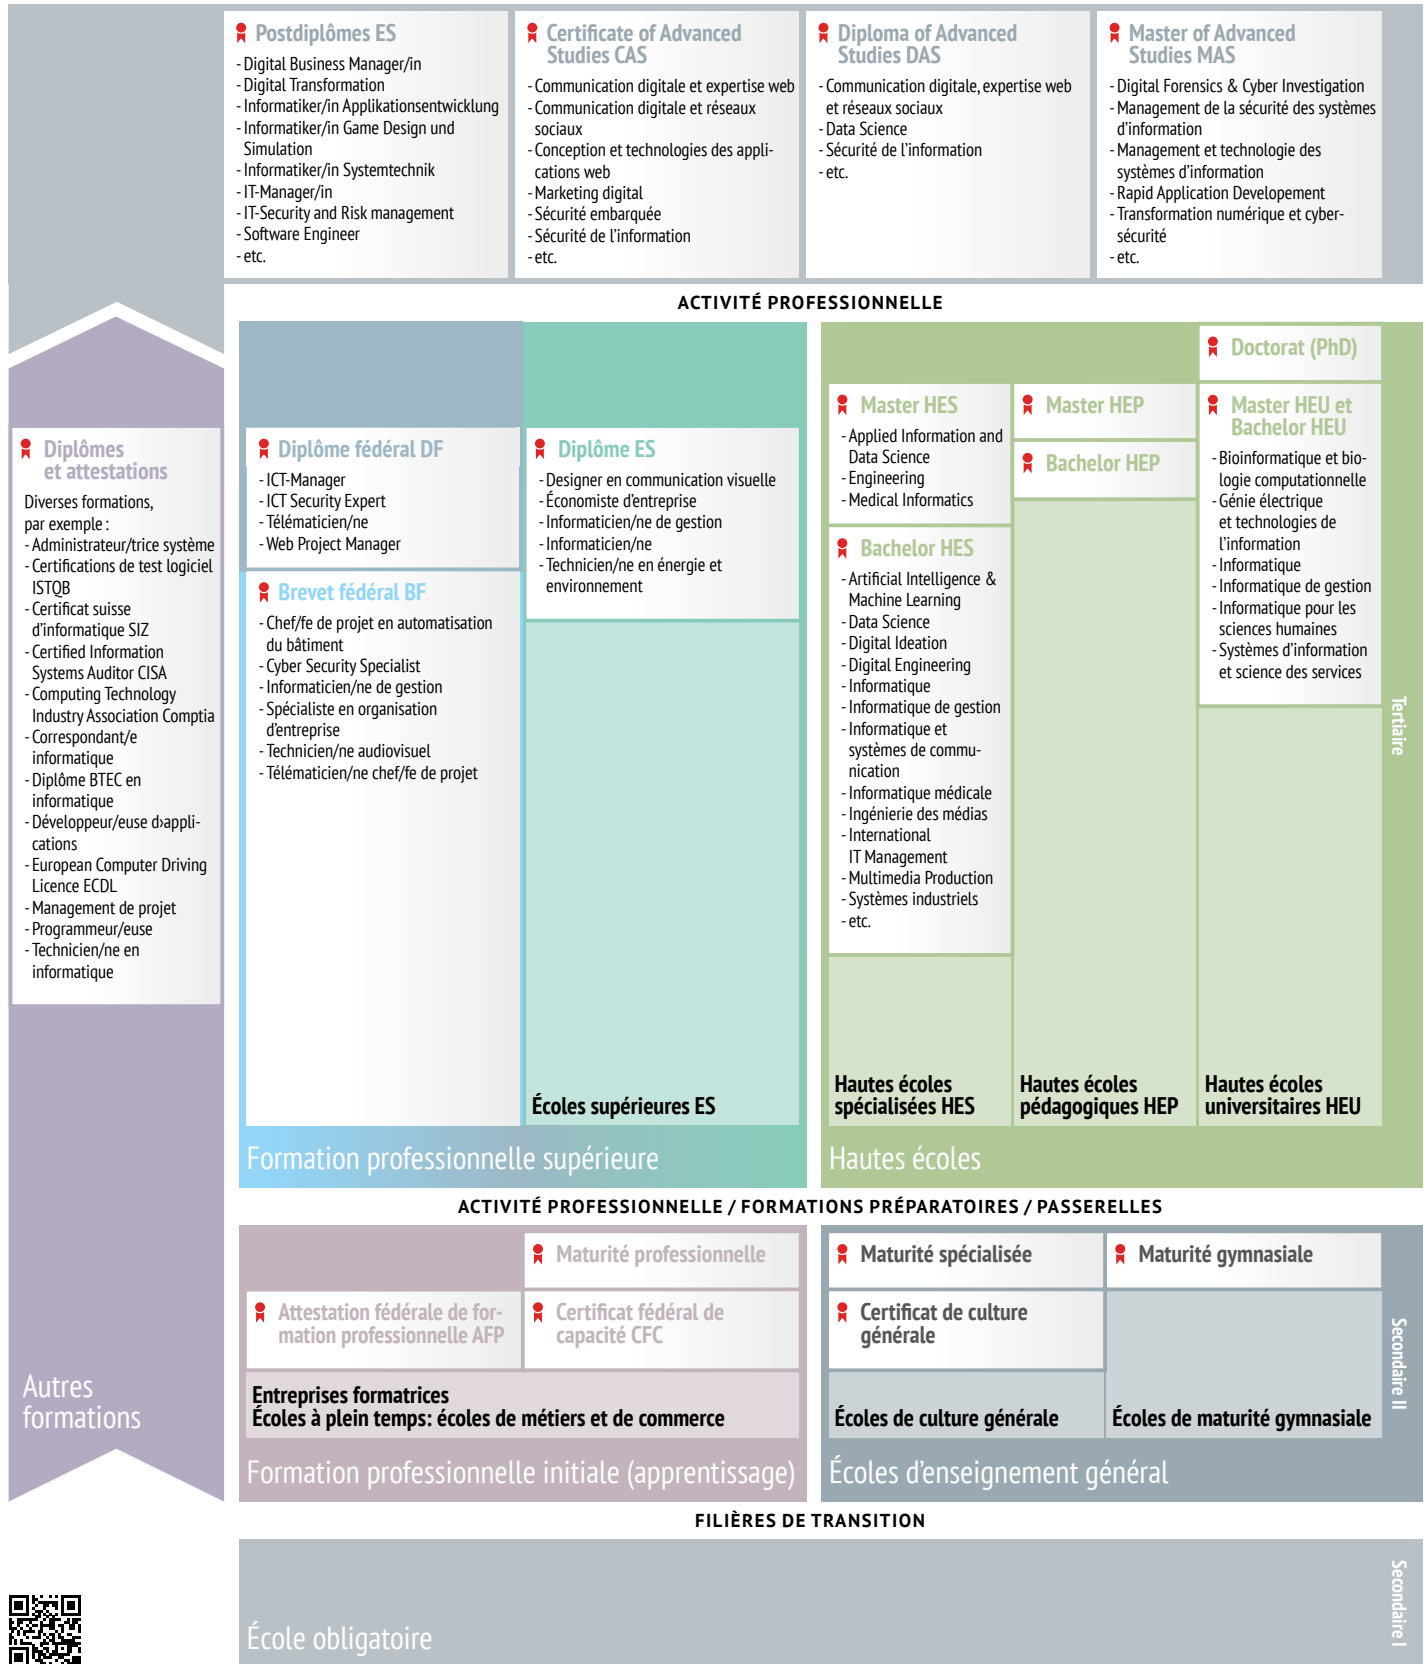 Postdiplômes ES
- Digital Business Manager/in
- Digital Transformation
- Informatiker/in Applikationsentwicklung
- Informatiker/in Game Design und
Simulation
- Informatiker/in Systemtechnik
- IT-Manager/in
- IT-Security and Risk management
- Software Engineer
- etc.
Certificate of Advanced
Studies CAS
- Communication digitale et expertise web
- Communication digitale et réseaux
sociaux
- Conception et technologies des appli-
cations web
- Marketing digital
- Sécurité embarquée
- Sécurité de l'information
- etc.
Diploma of Advanced
Studies DAS
- Communication digitale, expertise web
et réseaux sociaux
- Data Science
- Sécurité de l'information
- etc.
Master of Advanced
Studies MAS
- Digital Forensics & Cyber Investigation
- Management de la sécurité des systèmes
d'information
- Management et technologie des
systèmes d'information
- Rapid Application Developement
- Transformation numérique et cyber-
sécurité
- etc.
ACTIVITÉ PROFESSIONNELLE
Diplômes
et attestations
Diverses formations,
par exemple :
- Administrateur/trice système
- Certifications de test logiciel
ISTQB
- Certificat suisse
d'informatique SIZ
- Certified Information
Systems Auditor CISA
- Computing Technology
Industry Association Comptia
- Correspondant/e
informatique
- Diplôme BTEC en
informatique
- Développeur/euse d›appli-
cations
- European Computer Driving
Licence ECDL
- Management de projet
- Programmeur/euse
- Technicien/ne en
informatique
Autres
formations
Diplôme fédéral DF
- ICT-Manager
- ICT Security Expert
- Télématicien/ne
- Web Project Manager
Brevet fédéral BF
- Chef/fe de projet en automatisation
du bâtiment
- Cyber Security Specialist
- Informaticien/ne de gestion
- Spécialiste en organisation
d'entreprise
- Technicien/ne audiovisuel
- Télématicien/ne chef/fe de projet
Diplôme ES
- Designer en communication visuelle
- Économiste d'entreprise
- Informaticien/ne de gestion
- Informaticien/ne
- Technicien/ne en énergie et
environnement
Écoles supérieures ES
Formation professionnelle supérieure
Master HES
- Applied Information and
Data Science
- Engineering
- Medical Informatics
Bachelor HES
- Artificial Intelligence &
Machine Learning
- Data Science
- Digital Ideation
- Digital Engineering
- Informatique
- Informatique de gestion
- Informatique et
systèmes de commu-
nication
- Informatique médicale
- Ingénierie des médias
- International
IT Management
- Multimedia Production
- Systèmes industriels
- etc.
Hautes écoles
spécialisées HES
Master HEP
Bachelor HEP
Hautes écoles
pédagogiques HEP
Doctorat (PhD)
Master HEU et
Bachelor HEU
- Bioinformatique et bio-
logie computationnelle
- Génie électrique
et technologies de
l'information
- Informatique
- Informatique de gestion
- Informatique pour les
sciences humaines
- Systèmes d'information
et science des services
Hautes écoles
universitaires HEU
Hautes écoles
Tertiaire
ACTIVITÉ PROFESSIONNELLE / FORMATIONS PRÉPARATOIRES / PASSERELLES
Maturité professionnelle
Attestation fédérale de for-
mation professionnelle AFP
Certificat fédéral de
capacité CFC
Entreprises formatrices
Écoles à plein temps: écoles de métiers et de commerce
Formation professionnelle initiale (apprentissage)
Maturité spécialisée
Certificat de culture
générale
Écoles de culture générale
Maturité gymnasiale
Écoles de maturité gymnasiale
Écoles d'enseignement général
Secondaire II
FILIÈRES DE TRANSITION
École obligatoire
Secondaire I